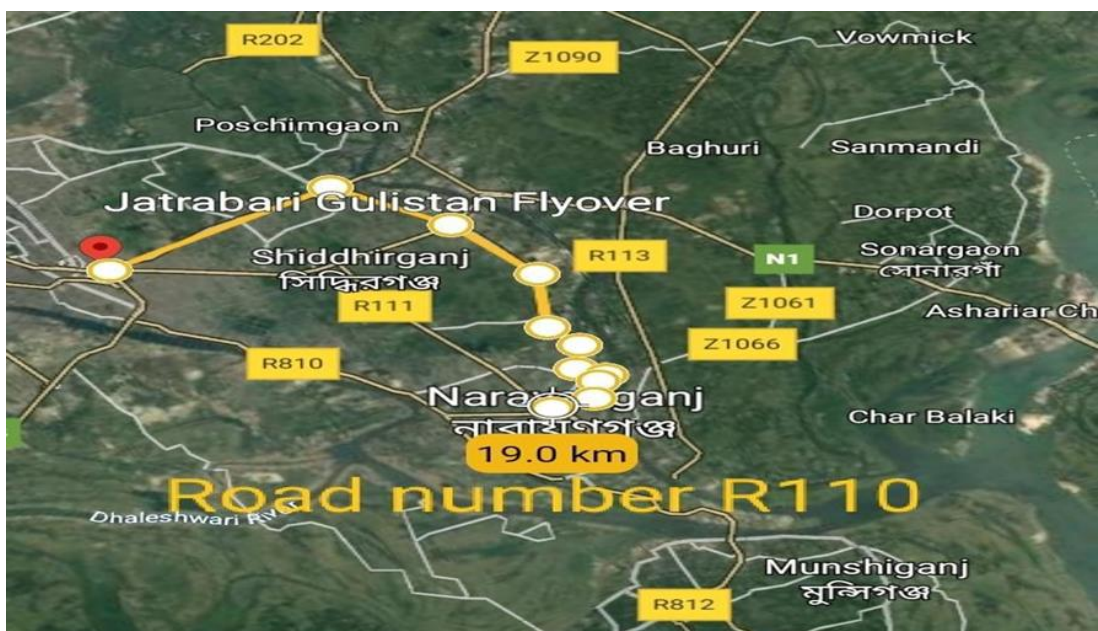 R202
Vowmick
Z1090
Poschimgaon
Baghuri
Sanmandi
Jatrabari Gulistan Flyover
Dorpot
R113
N1
Sonargaon
সোনারগাঁ
Shiddhirganj
সিদ্ধিরগঞ্জ
R111
Z1061
Ashariar Ch
Z1066
R810
নারায়ণগঞ্জ
Char Balaki
19.0 km
Road number R110
Dhaleshwari River
Munshiganj
মুন্সিগঞ্জ
R812